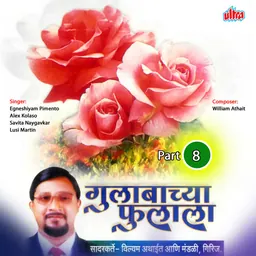 ultra
Singer:
Egneshiyam Pimento
Alex Kolaso
Savita Naygavkar
Lusi Martin
Composer:
William Athait
Part 8
गुलाबाच्या
फुलाला
सादरकर्ते- विल्यम अथाईत आणि मंडळी, गिरिज.